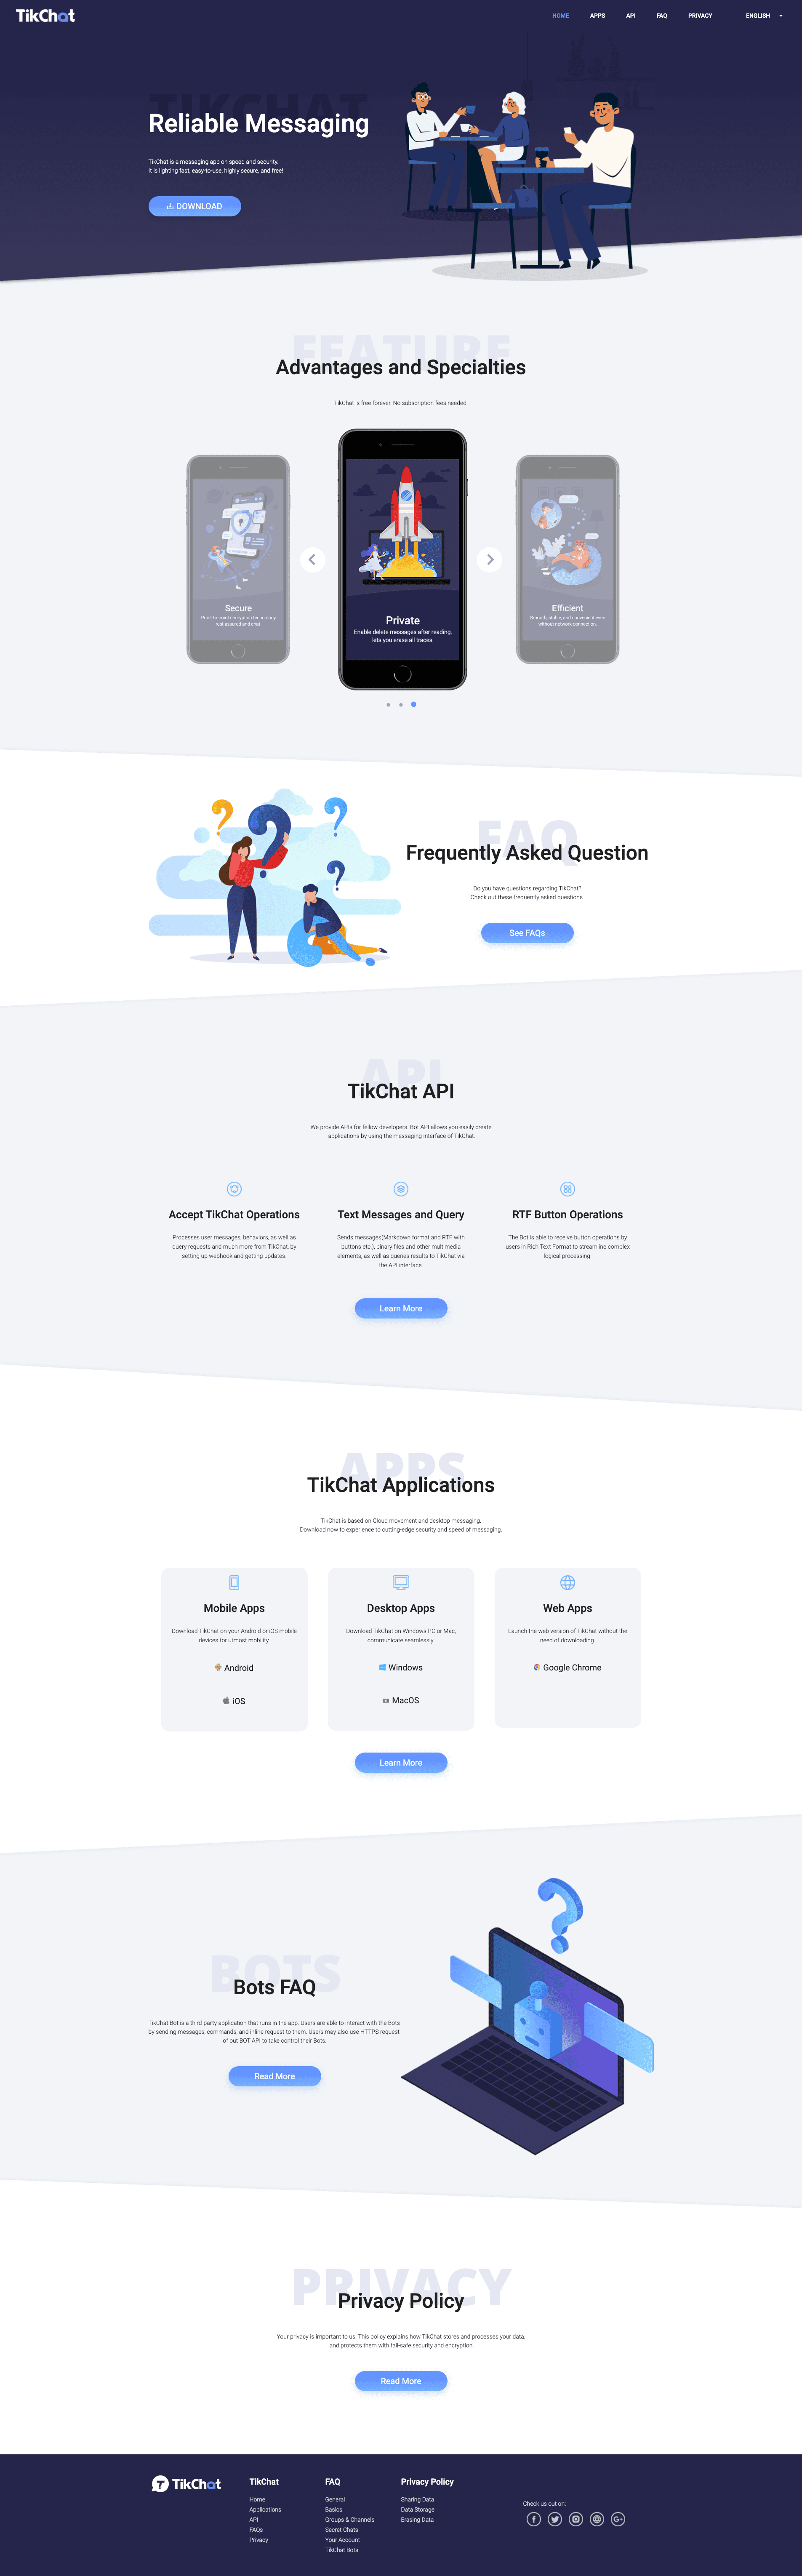 TikChat
HOME
APPS
API
FAQ
PRIVACY
ENGLISH
TIKCHAT
Reliable Messaging
TikChat is a messaging app on speed and security.
It is lighting fast, easy-to-use, highly secure, and free!
DOWNLOAD
FEATURE
Advantages and Specialties
TikChat is free forever. No subscription fees needed.
Secure
Point-to-point encryption technology
rest assured and chat.
Private
Enable delete messages after reading,
lets you erase all traces.
Efficient
Smooth, stable, and convenient even
without network connection.
FAQ
Frequently Asked Question
Do you have questions regarding TikChat?
Check out these frequently asked questions.
See FAQs
API
TikChat API
We provide APIs for fellow developers. Bot API allows you easily create
applications by using the messaging interface of TikChat.
Accept TikChat Operations
Processes user messages, behaviors, as well as
query requests and much more from TikChat, by
setting up webhook and getting updates.
Text Messages and Query
Sends messages(Markdown format and RTF with
buttons etc.), binary files and other multimedia
elements, as well as queries results to TikChat via
the API interface.
RTF Button Operations
The Bot is able to receive button operations by
users in Rich Text Format to streamline complex
logical processing.
Learn More
APPS
TikChat Applications
TikChat is based on Cloud movement and desktop messaging.
Download now to experience to cutting-edge security and speed of messaging.
Mobile Apps
Download TikChat on your Android or iOS mobile
devices for utmost mobility.
Android
iOS
Desktop Apps
Download TikChat on Windows PC or Mac,
communicate seamlessly.
Windows
MacOS
Web Apps
Launch the web version of TikChat without the
need of downloading.
Google Chrome
Learn More
BOTS
Bots FAQ
TikChat Bot is a third-party application that runs in the app. Users are able to interact with the Bots
by sending messages, commands, and inline request to them. Users may also use HTTPS request
of out BOT API to take control their Bots.
Read More
PRIVACY
Privacy Policy
Your privacy is important to us. This policy explains how TikChat stores and processes your data,
and protects them with fail-safe security and encryption.
Read More
TikChat
TikChat
Home
Applications
API
FAQs
Privacy
FAQ
General
Basics
Groups & Channels
Secret Chats
Your Account
TikChat Bots
Privacy Policy
Sharing Data
Data Storage
Erasing Data
Check us out on: